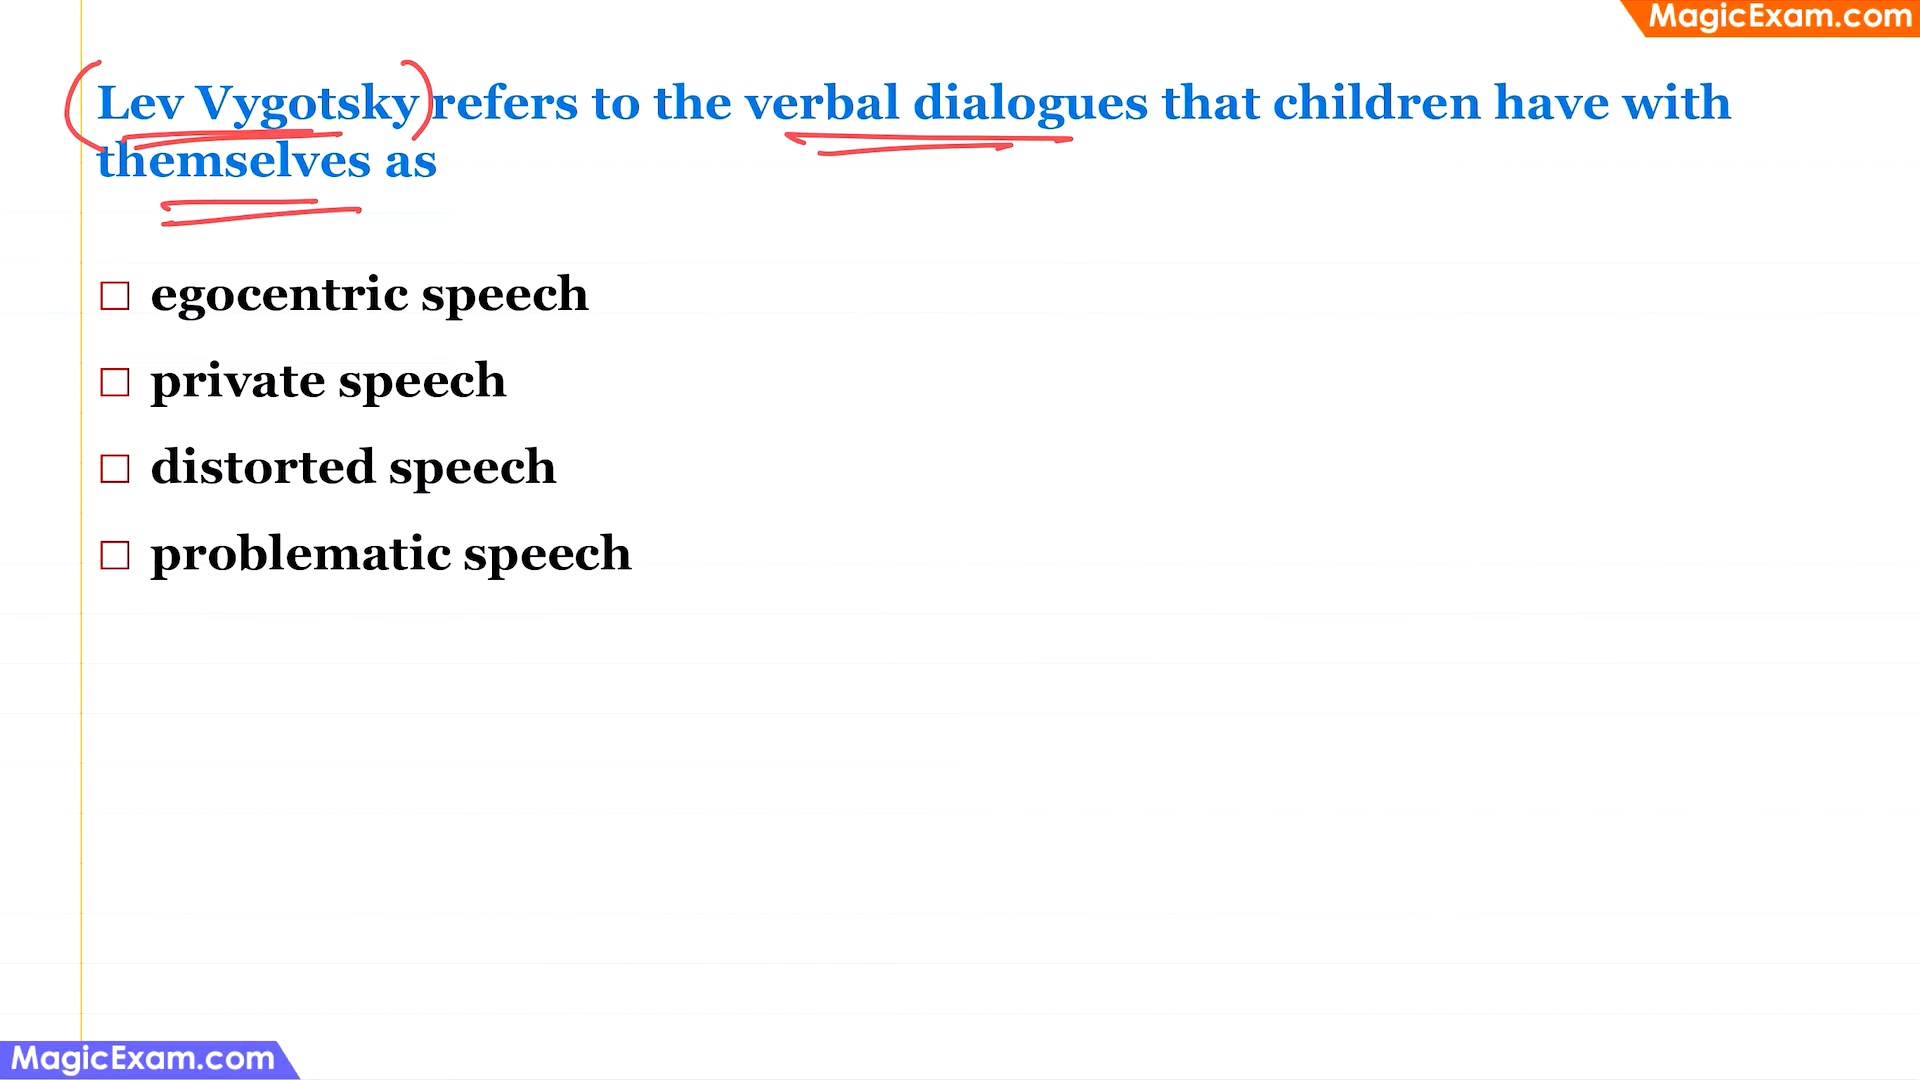 MagicExam.com
Lev Vygotsky refers to the verbal dialogues that children have with
themselves as
egocentric speech
private speech
distorted speech
problematic speech
MagicExam.com